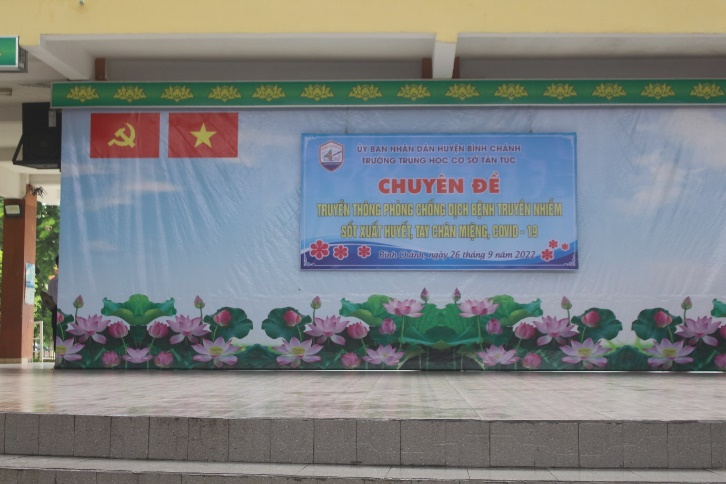 ỦY BAN NHÂN DÂN HUYỆN BÌNH CHÁNH
TRƯỜNG TRUNG HỌC CƠ SỞ TÂN TÚC
CHUYÊN ĐỀ
TRUYỀN THÔNG PHÒNG CHỐNG DỊCH BỆNH TRUYỀN NHIỄM
SỐT XUẤT HUYẾT, TAY CHÂN MIỆNG, COVID - 19
Bình Chánh, ngày 26 tháng 9 năm 2022